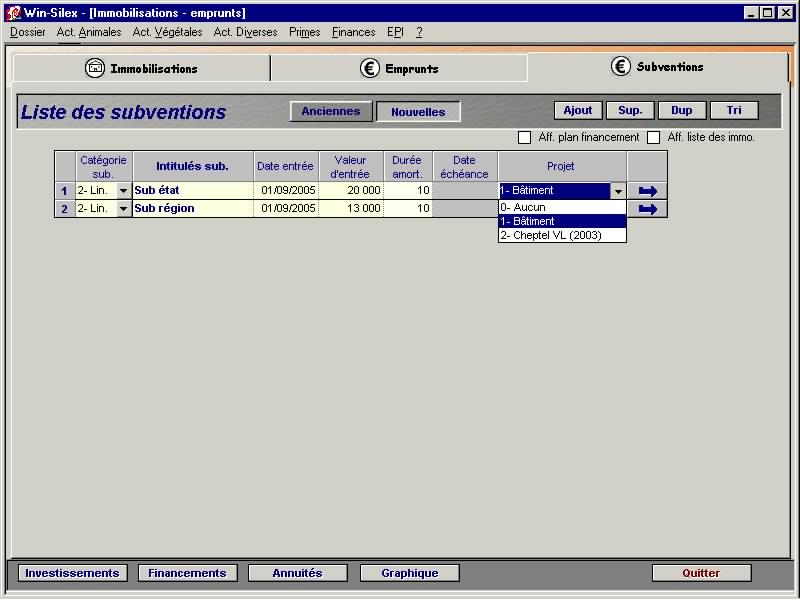 Win-Silex - [Immobilisations - emprunts]
Dossier Act. Animales Act. Végétales Act. Diverses Primes Finances EPI ?
Immobilisations Emprunts Subventions
Liste des subventions Anciennes Nouvelles Ajout Sup. Dup Tri
Aff. plan financement Aff. liste des immo.
Catégorie sub. Intitulés sub. Date entrée Valeur d'entrée Durée amort. Date échéance Projet
1 2- Lin. Sub état 01/09/2005 20 000 10 1- Bâtiment
2 2- Lin. Sub région 01/09/2005 13 000 10
0- Aucun
1- Bâtiment
2- Cheptel VL (2003)
Investissements Financements Annuités Graphique Quitter